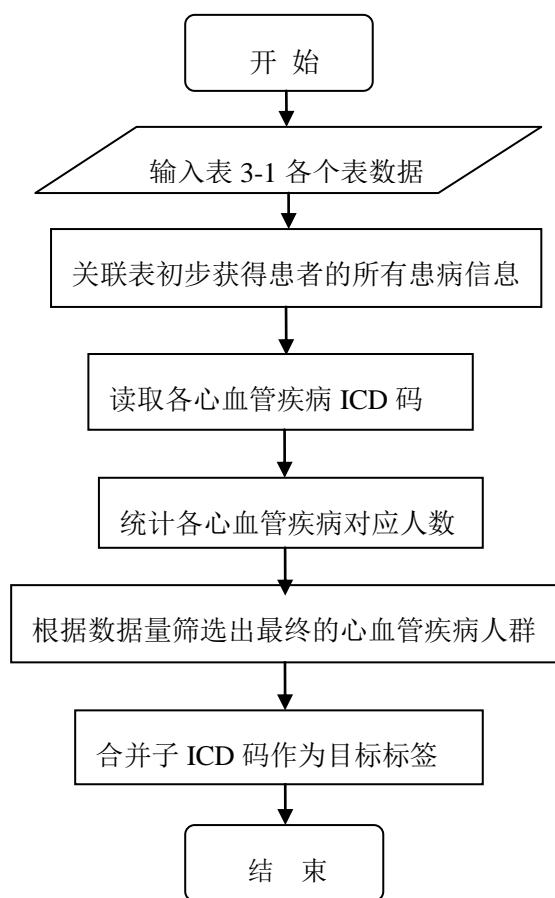 开 始
输入表 3-1 各个表数据
关联表初步获得患者的所有患病信息
读取各心血管疾病 ICD 码
统计各心血管疾病对应人数
根据数据量筛选出最终的心血管疾病人群
合并子 ICD 码作为目标标签
结 束